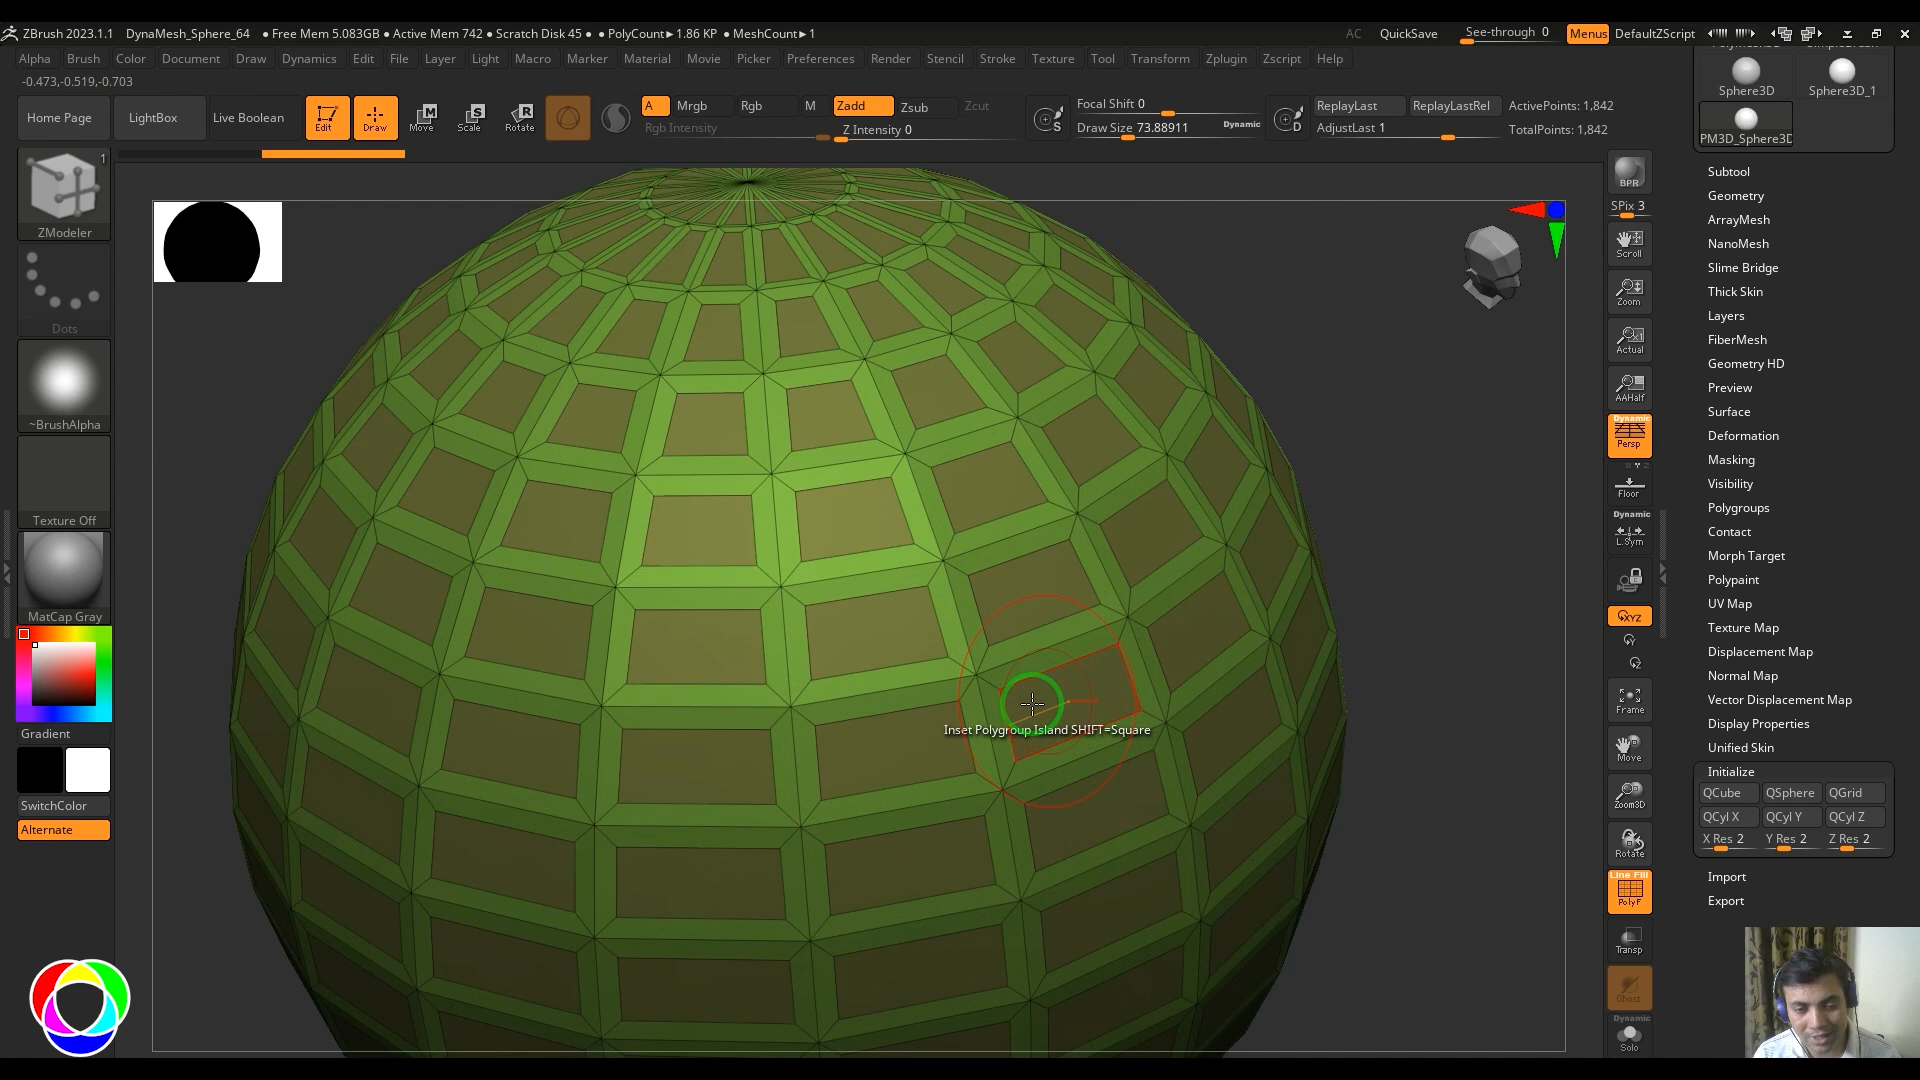 ZBrush 2023.1.1 DynaMesh_Sphere_64 ● Free Mem 5.083GB ● Active Mem 742 ● Scratch Disk 45 ● ● PolyCount► 1.86 KP ● MeshCount► 1
AC QuickSave See-through 0 Menus DefaultZScript
Alpha Brush Color Document Draw Dynamics Edit File Layer Light Macro Marker Material Movie Picker Preferences Render Stencil Stroke Texture Tool Transform Zplugin Zscript Help
-0.473,-0.519,-0.703
Home Page LightBox Live Boolean Edit Draw Move Scale Rotate
A Mrgb Rgb M Zadd Zsub Zcut
Rgb Intensity Z Intensity 0
S Focal Shift 0
Draw Size 73.88911 Dynamic
D ReplayLast ReplayLastRel ActivePoints: 1,842
AdjustLast 1 TotalPoints: 1,842
1
ZModeler
Dots
~BrushAlpha
Texture Off
MatCap Gray
Gradient
SwitchColor
Alternate
Inset Polygroup Island SHIFT=Square
BPR
SPix 3
Scroll
Zoom
Actual
AAHalf
Dynamic
Persp
Floor
Dynamic
L.Sym
XYZ
Y
Z
Frame
Move
Zoom3D
Rotate
Line Fill
PolyF
Transp
Ghost
Dynamic
Solo
Sphere3D Sphere3D_1
PM3D_Sphere3D
Subtool
Geometry
ArrayMesh
NanoMesh
Slime Bridge
Thick Skin
Layers
FiberMesh
Geometry HD
Preview
Surface
Deformation
Masking
Visibility
Polygroups
Contact
Morph Target
Polypaint
UV Map
Texture Map
Displacement Map
Normal Map
Vector Displacement Map
Display Properties
Unified Skin
Initialize
QCube QSphere QGrid
QCyl X QCyl Y QCyl Z
X Res 2 Y Res 2 Z Res 2
Import
Export